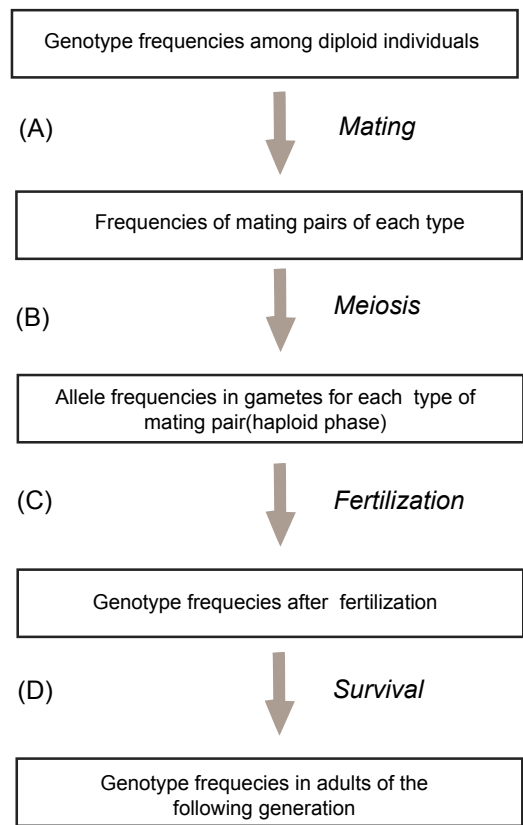 Genotype frequencies among diploid individuals
(A) Mating
Frequencies of mating pairs of each type
(B) Meiosis
Allele frequencies in gametes for each type of
mating pair(haploid phase)
(C) Fertilization
Genotype frequecies after fertilization
(D) Survival
Genotype frequecies in adults of the
following generation